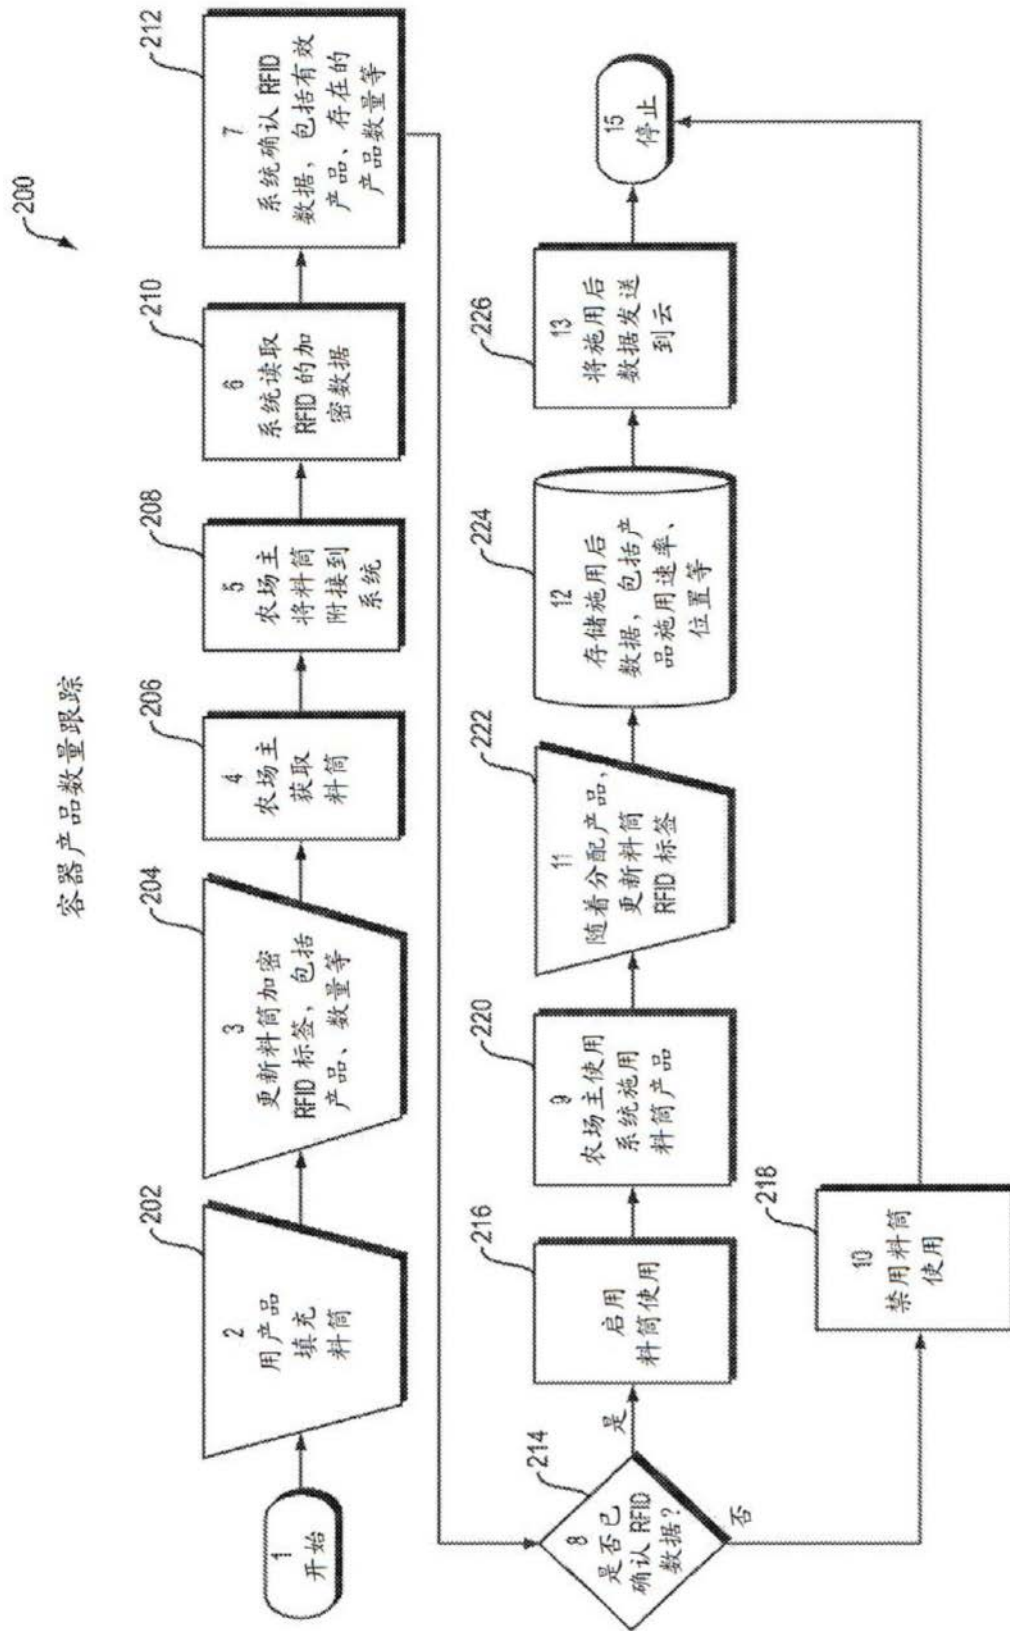 容器产品数量跟踪
200
1
开始
202
2
用产品
填充
料筒
204
3
更新料筒加密
RFID 标签，包括
产品、数量等
206
4
农场主
获取
料筒
208
5
农场主
将料筒
附接到
系统
210
6
系统读取
RFID 的加
密数据
212
7
系统确认 RFID
数据，包括有效
产品、存在的
产品数量等
214
8
是否已
确认 RFID
数据?
是
否
216
启用
料筒使用
220
9
农场主使用
系统施用
料筒产品
222
11
随着分配产品，
更新料筒
RFID 标签
224
12
存储施用后
数据，包括产
品施用速率、
位置等
226
13
将施用后
数据发送
到云
15
停止
218
10
禁用料筒
使用